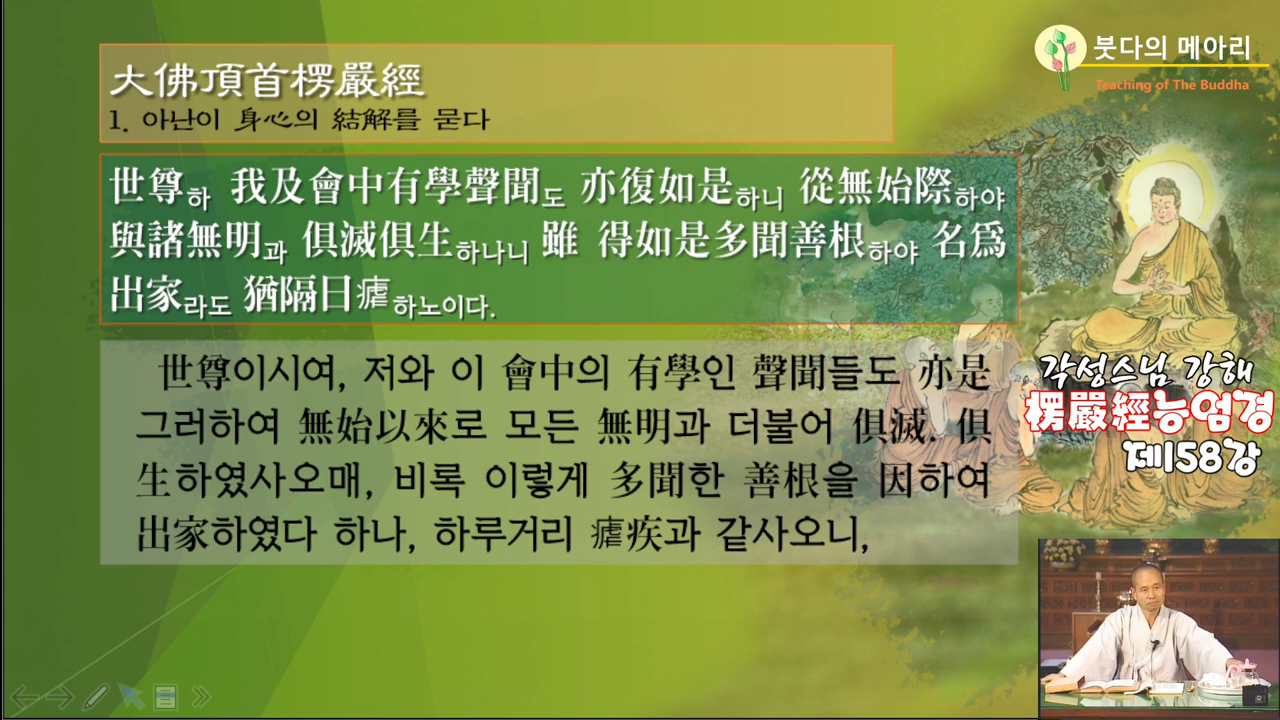 大佛頂首楞嚴經
1. 아난이 身心의 結解를 묻다
世尊하 我及會中有學聲聞도 亦復如是하니 從無始際하야
與諸無明과 俱滅俱生하나니 雖 得如是多聞善根하야 名爲
出家라도 猶隔日瘧하노이다.
世尊이시여, 저와 이 會中의 有學인 聲聞들도 亦是
그러하여 無始以來로 모든 無明과 더불어 俱滅. 俱
生하였사오매, 비록 이렇게 多聞한 善根을 因하여
出家하였다 하나, 하루거리 瘧疾과 같사오니,
붓다의 메아리
Teaching of The Buddha
각성스님 강해
楞嚴經능엄경
제158강